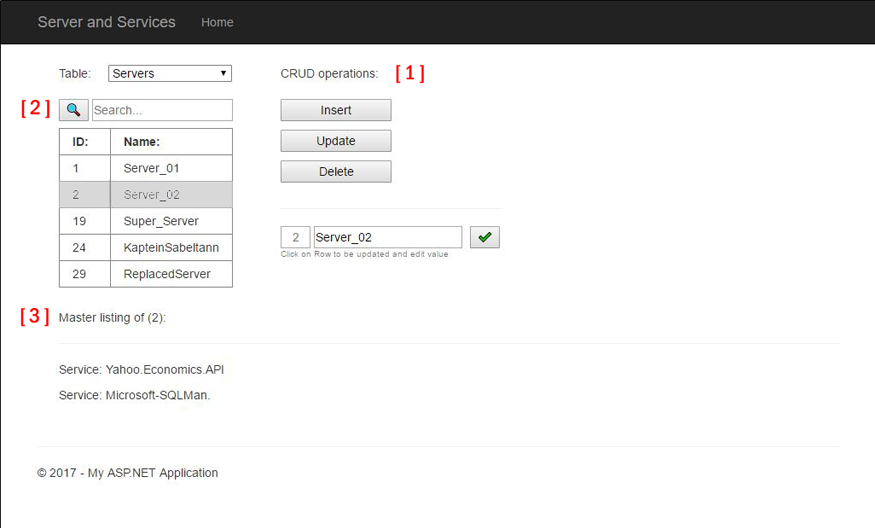 Server and Services Home
Table: Servers
CRUD operations: [ 1 ]
[ 2 ] Search...
ID: Name:
1 Server_01
2 Server_02
19 Super_Server
24 KapteinSabeltann
29 ReplacedServer
Insert
Update
Delete
2 Server_02
Click on Row to be updated and edit value
[ 3 ] Master listing of (2):
Service: Yahoo.Economics.API
Service: Microsoft-SQLMan.
© 2017 - My ASP.NET Application